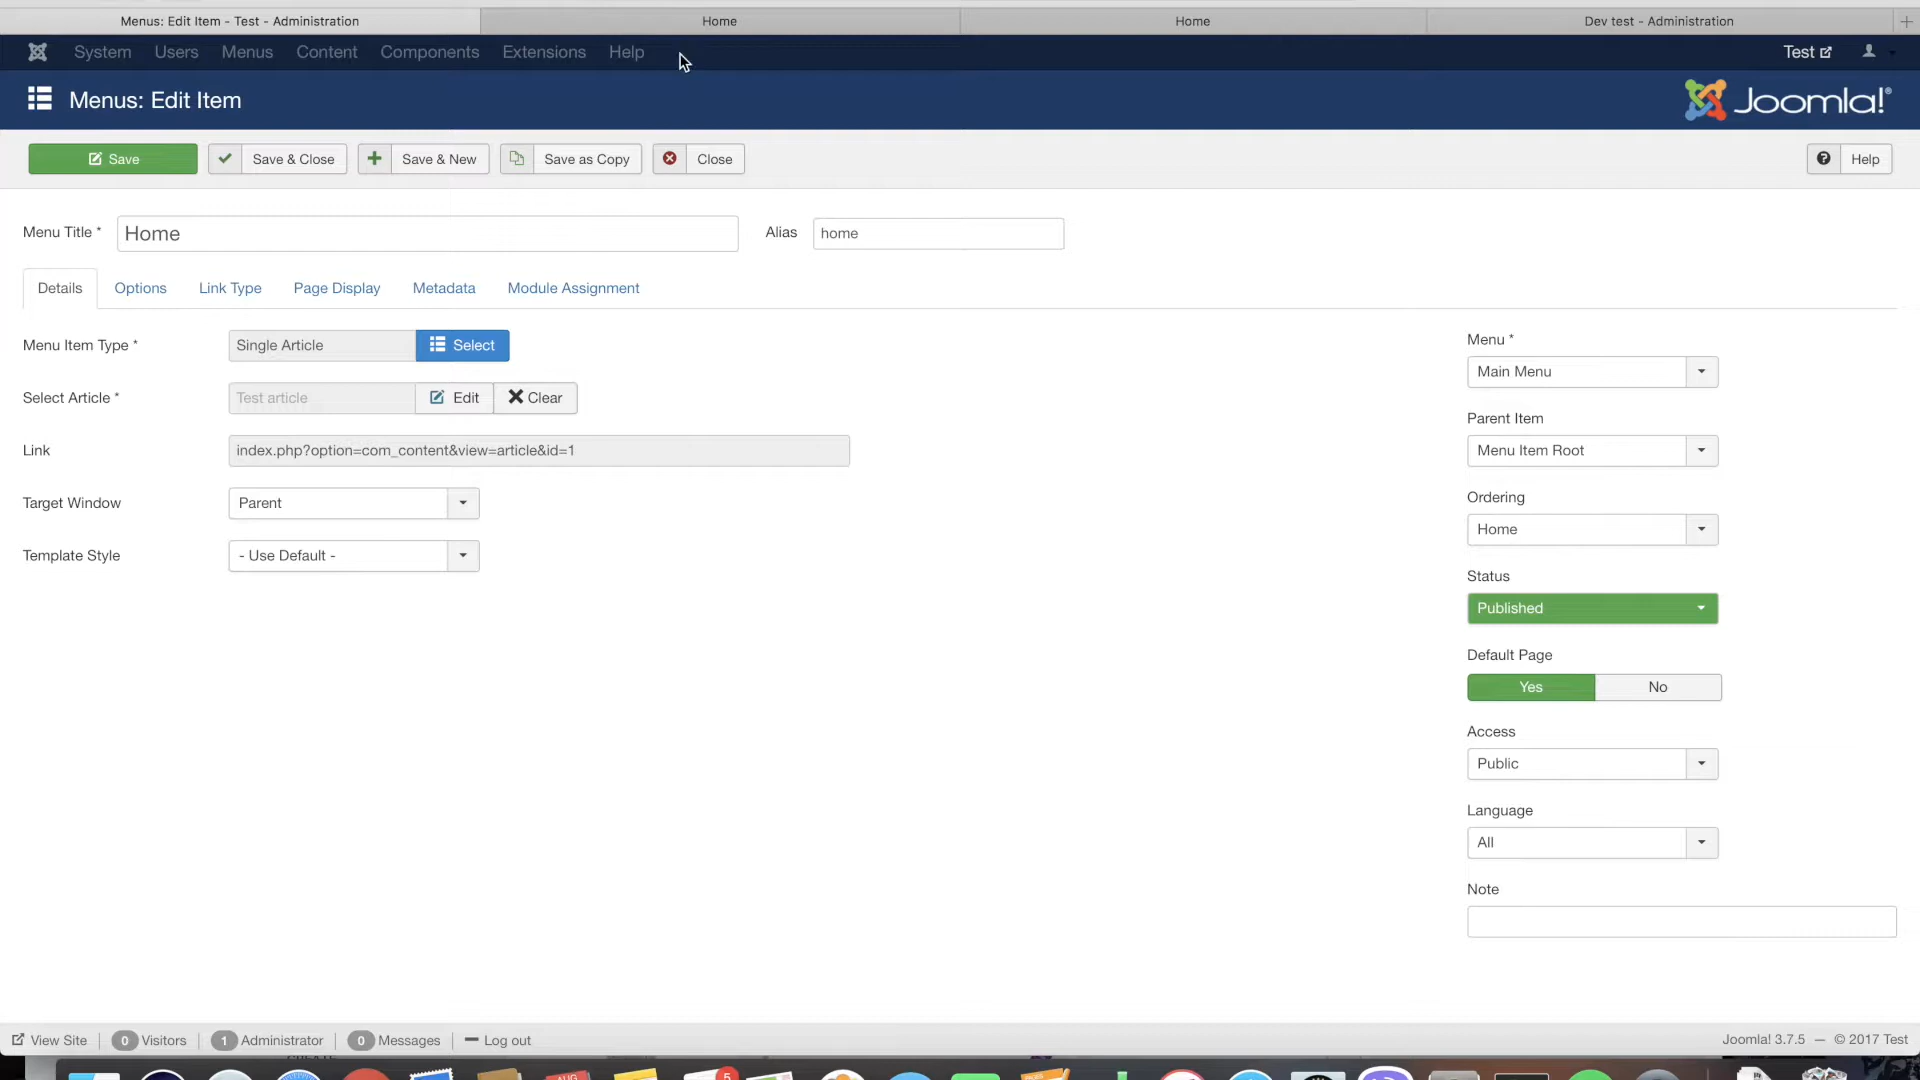 Menus: Edit Item - Test - Administration
Home
Home
Dev test - Administration
System Users Menus Content Components Extensions Help
Test
Menus: Edit Item
Joomla!®
Save
Save & Close
Save & New
Save as Copy
Close
Help
Menu Title *
Home
Alias
home
Details
Options
Link Type
Page Display
Metadata
Module Assignment
Menu Item Type *
Single Article
Select
Select Article *
Test article
Edit
Clear
Link
index.php?option=com_content&view=article&id=1
Target Window
Parent
Template Style
- Use Default -
Menu *
Main Menu
Parent Item
Menu Item Root
Ordering
Home
Status
Published
Default Page
Yes
No
Access
Public
Language
All
Note
View Site
0 Visitors
1 Administrator
0 Messages
Log out
Joomla! 3.7.5 — © 2017 Test
AUG
5
PAGES